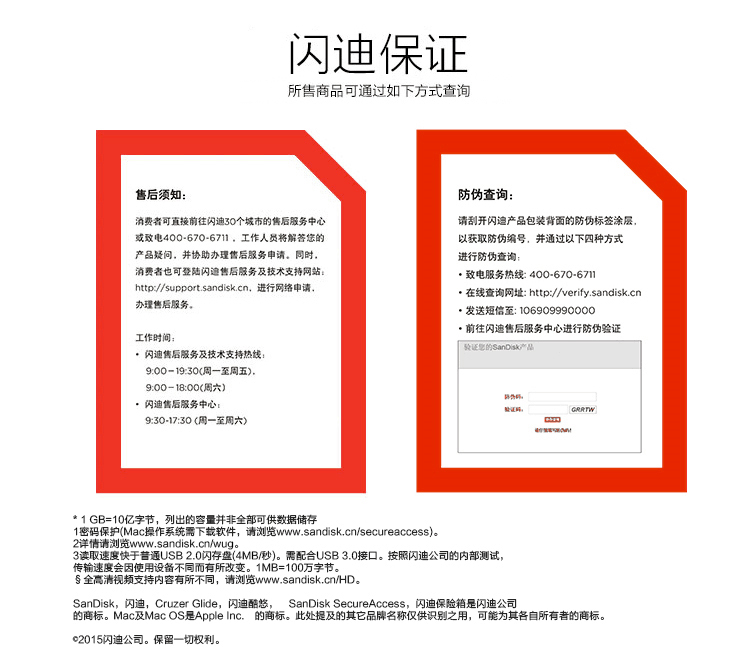 闪迪保证
所售商品可通过如下方式查询
售后须知：
消费者可直接前往闪迪30个城市的售后服务中心
或致电400-670-6711，工作人员将解答您的
产品疑问，并协助办理售后服务申请。同时，
消费者也可登陆闪迪售后服务及技术支持网站：
http://support.sandisk.cn，进行网络申请，
办理售后服务。
工作时间：
• 闪迪售后服务及技术支持热线：
9:00－19:30(周一至周五)，
9:00－18:00(周六)
• 闪迪售后服务中心：
9:30-17:30 (周一至周六)
防伪查询：
请刮开闪迪产品包装背面的防伪标签涂层，
以获取防伪编号，并通过以下四种方式
进行防伪查询：
• 致电服务热线: 400-670-6711
• 在线查询网址: http://verify.sandisk.cn
• 发送短信至: 106909990000
• 前往闪迪售后服务中心进行防伪验证
验证您的SanDisk产品
防伪码：
验证码： GRRTW
* 1 GB=10亿字节，列出的容量并非全部可供数据储存
1密码保护(Mac操作系统需下载软件，请浏览www.sandisk.cn/secureaccess)。
2详情请浏览www.sandisk.cn/wug。
3读取速度快于普通USB 2.0闪存盘(4MB/秒)。需配合USB 3.0接口。按照闪迪公司的内部测试，
传输速度会因使用设备不同而有所改变。1MB=100万字节。
§ 全高清视频支持内容有所不同，请浏览www.sandisk.cn/HD。
SanDisk，闪迪，Cruzer Glide，闪迪酷悠， SanDisk SecureAccess，闪迪保险箱是闪迪公司
的商标。Mac及Mac OS是Apple Inc. 的商标。此处提及的其它品牌名称仅供识别之用，可能为其各自所有者的商标。
©2015闪迪公司。保留一切权利。